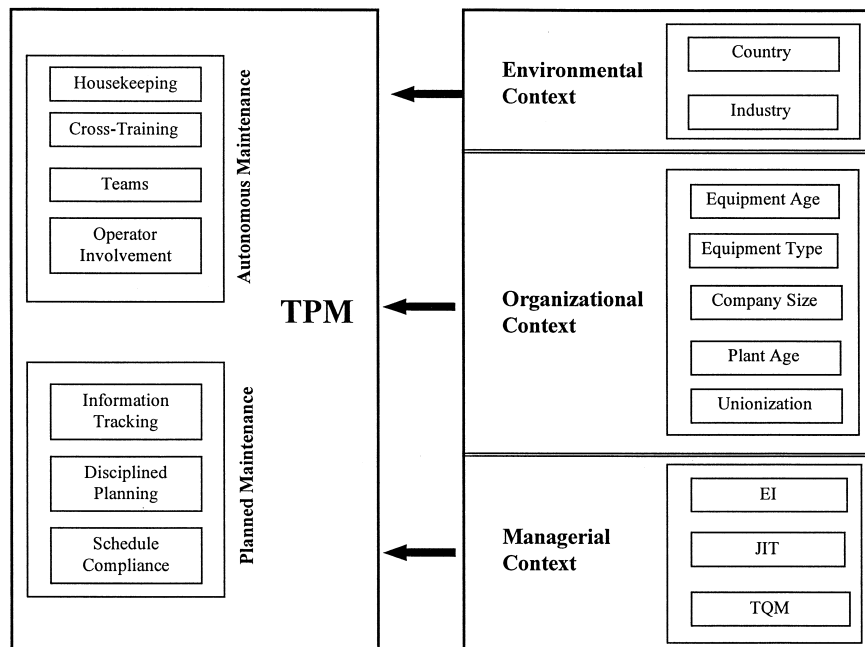 Housekeeping
Cross-Training
Teams
Operator
Involvement
Autonomous Maintenance
TPM
Information
Tracking
Disciplined
Planning
Schedule
Compliance
Planned Maintenance
Environmental
Context
Country
Industry
Organizational
Context
Equipment Age
Equipment Type
Company Size
Plant Age
Unionization
Managerial
Context
EI
JIT
TQM